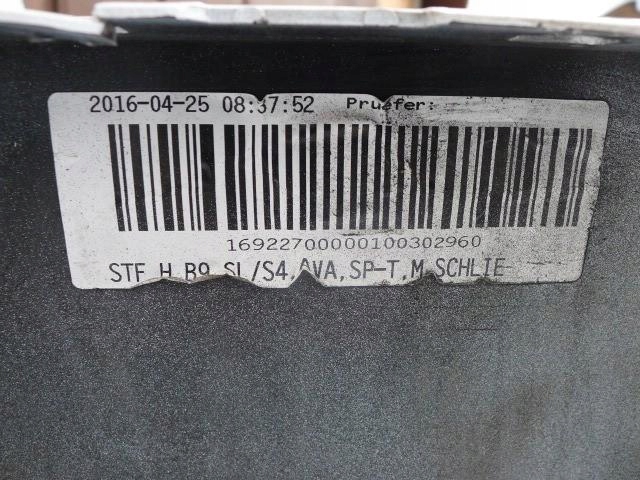 2016-04-25 08:37:52 Pruefer:
16922700000100302960
STF H B9 SL/S4,AVA,SP-T,M SCHLIE